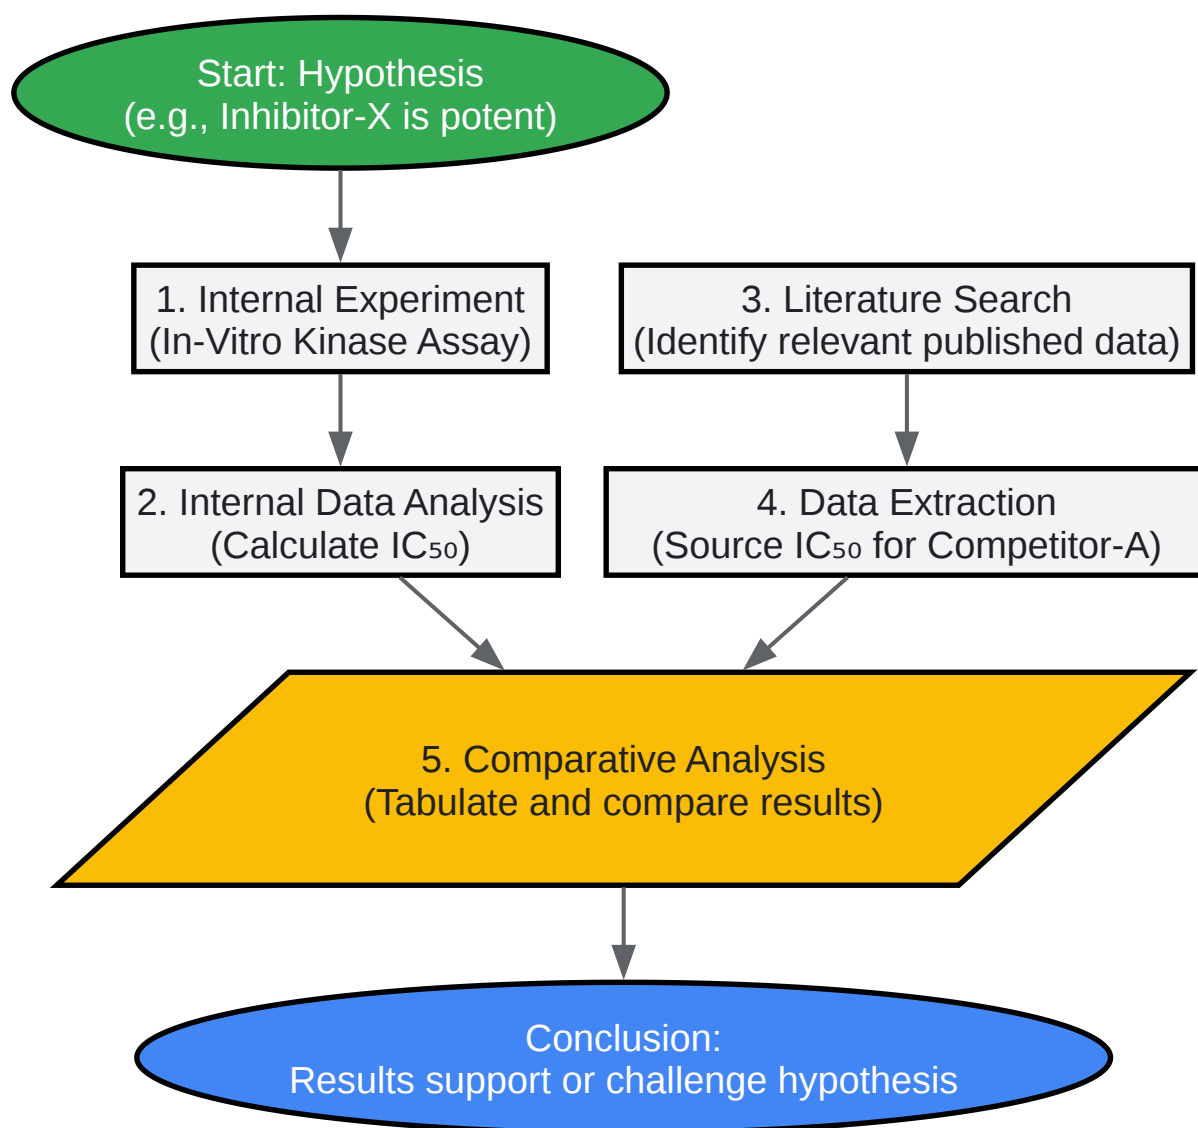 Start: Hypothesis
(e.g., Inhibitor-X is potent)
1. Internal Experiment
(In-Vitro Kinase Assay)
3. Literature Search
(Identify relevant published data)
2. Internal Data Analysis
(Calculate IC₅₀)
4. Data Extraction
(Source IC₅₀ for Competitor-A)
5. Comparative Analysis
(Tabulate and compare results)
Conclusion:
Results support or challenge hypothesis